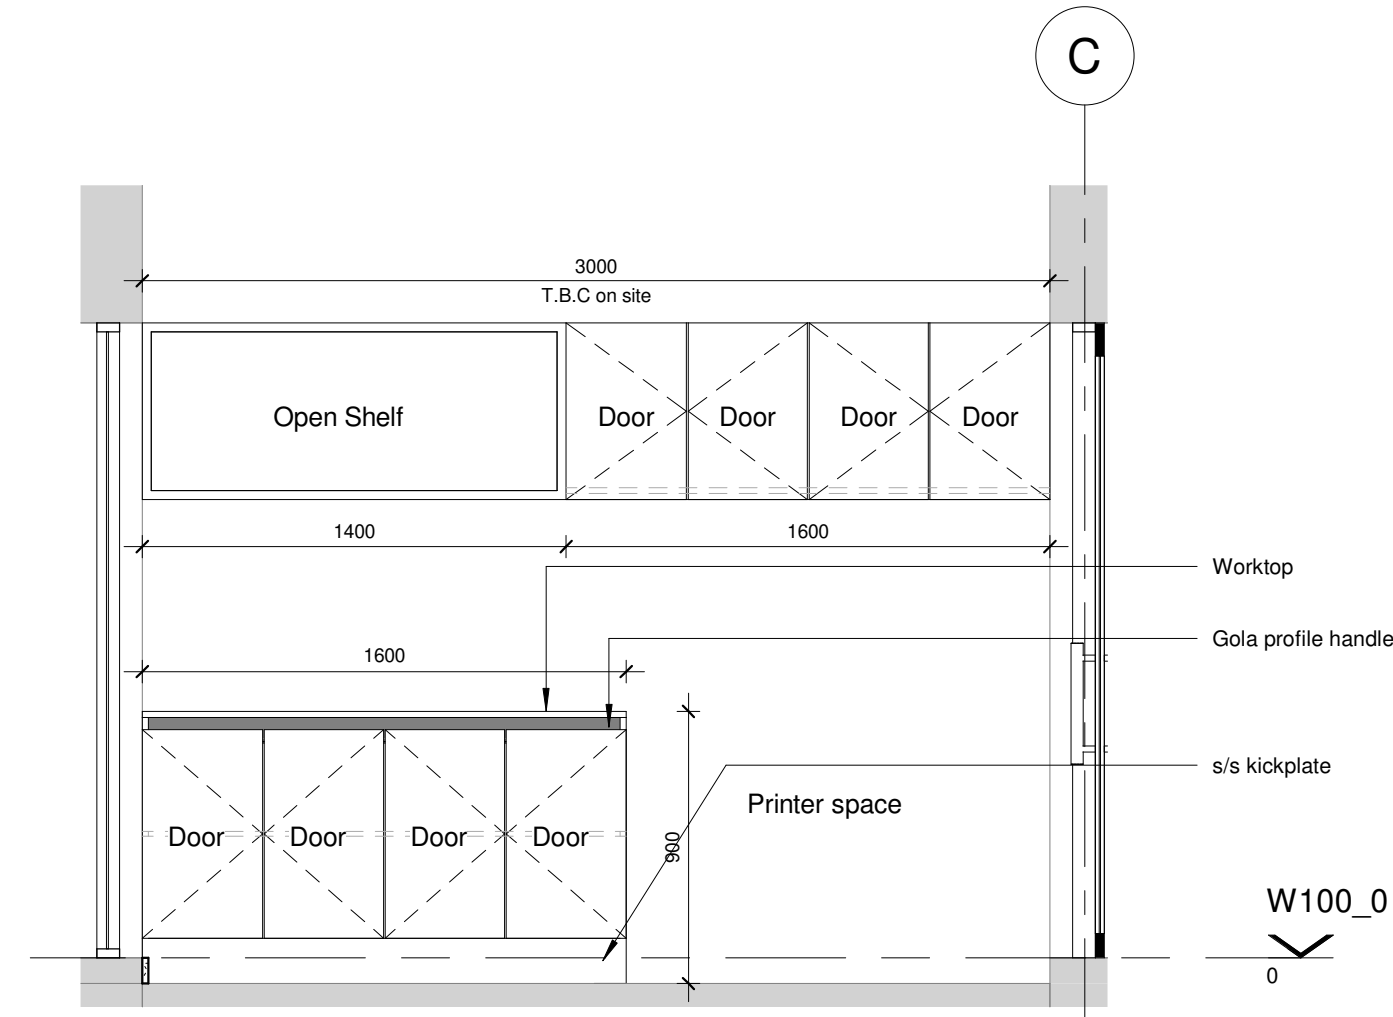 C
3000
T.B.C on site
Open Shelf
Door
Door
Door
Door
1400
1600
Worktop
Gola profile handle
1600
s/s kickplate
Printer space
Door
Door
Door
Door
900
W100_0
0